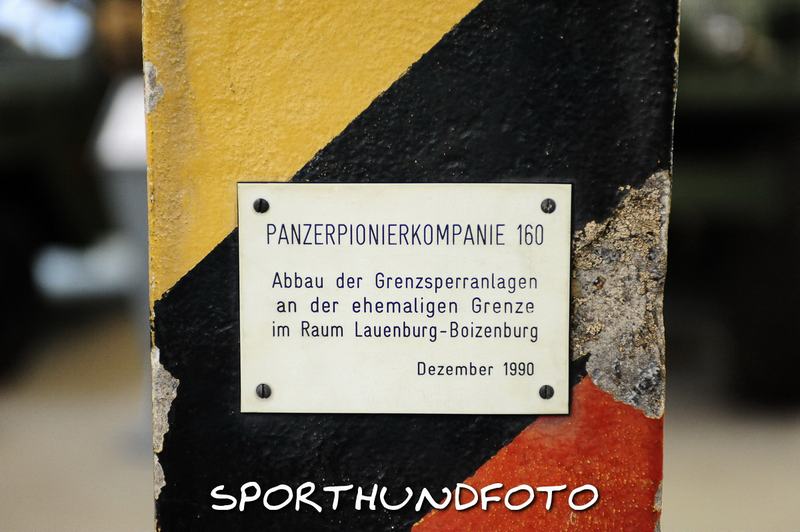 PANZERPIONIERKOMPANIE 160
Abbau der Grenzsperranlagen
an der ehemaligen Grenze
im Raum Lauenburg-Boizenburg
Dezember 1990
SPORTHUNDFOTO